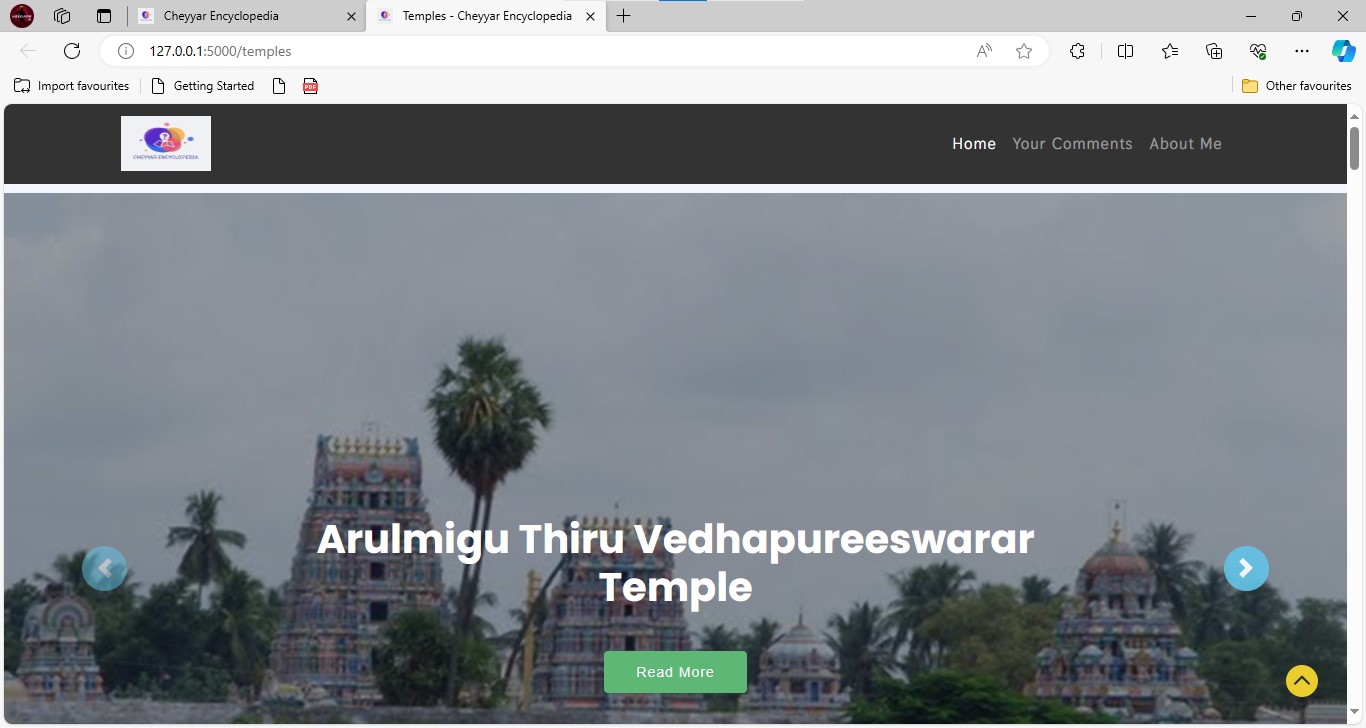 Cheyyar Encyclopedia
Temples - Cheyyar Encyclopedia
127.0.0.1:5000/temples
Import favourites
Getting Started
PDF
Other favourites
CHEYYAR ENCYCLOPEDIA
Home
Your Comments
About Me
Arulmigu Thiru Vedhapureeswarar
Temple
Read More